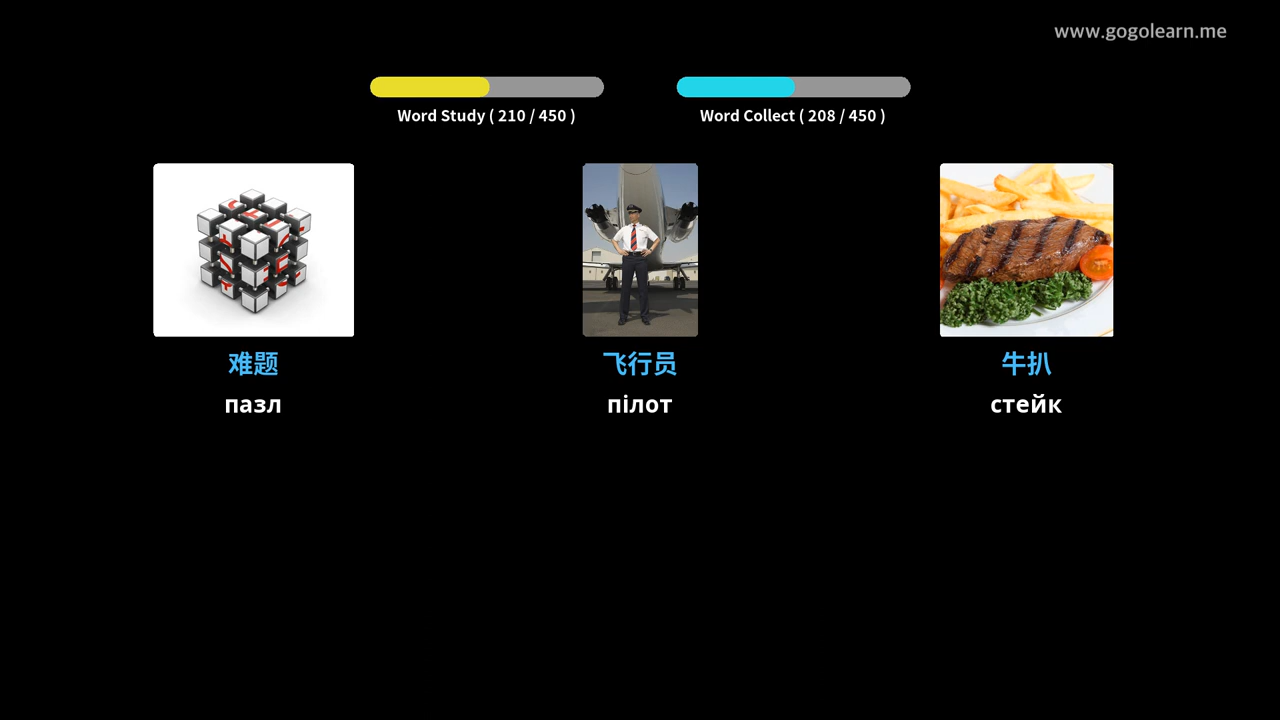 www.gogolearn.me
Word Study ( 210 / 450 )
Word Collect ( 208 / 450 )
难题
飞行员
牛扒
пазл
пілот
стейк